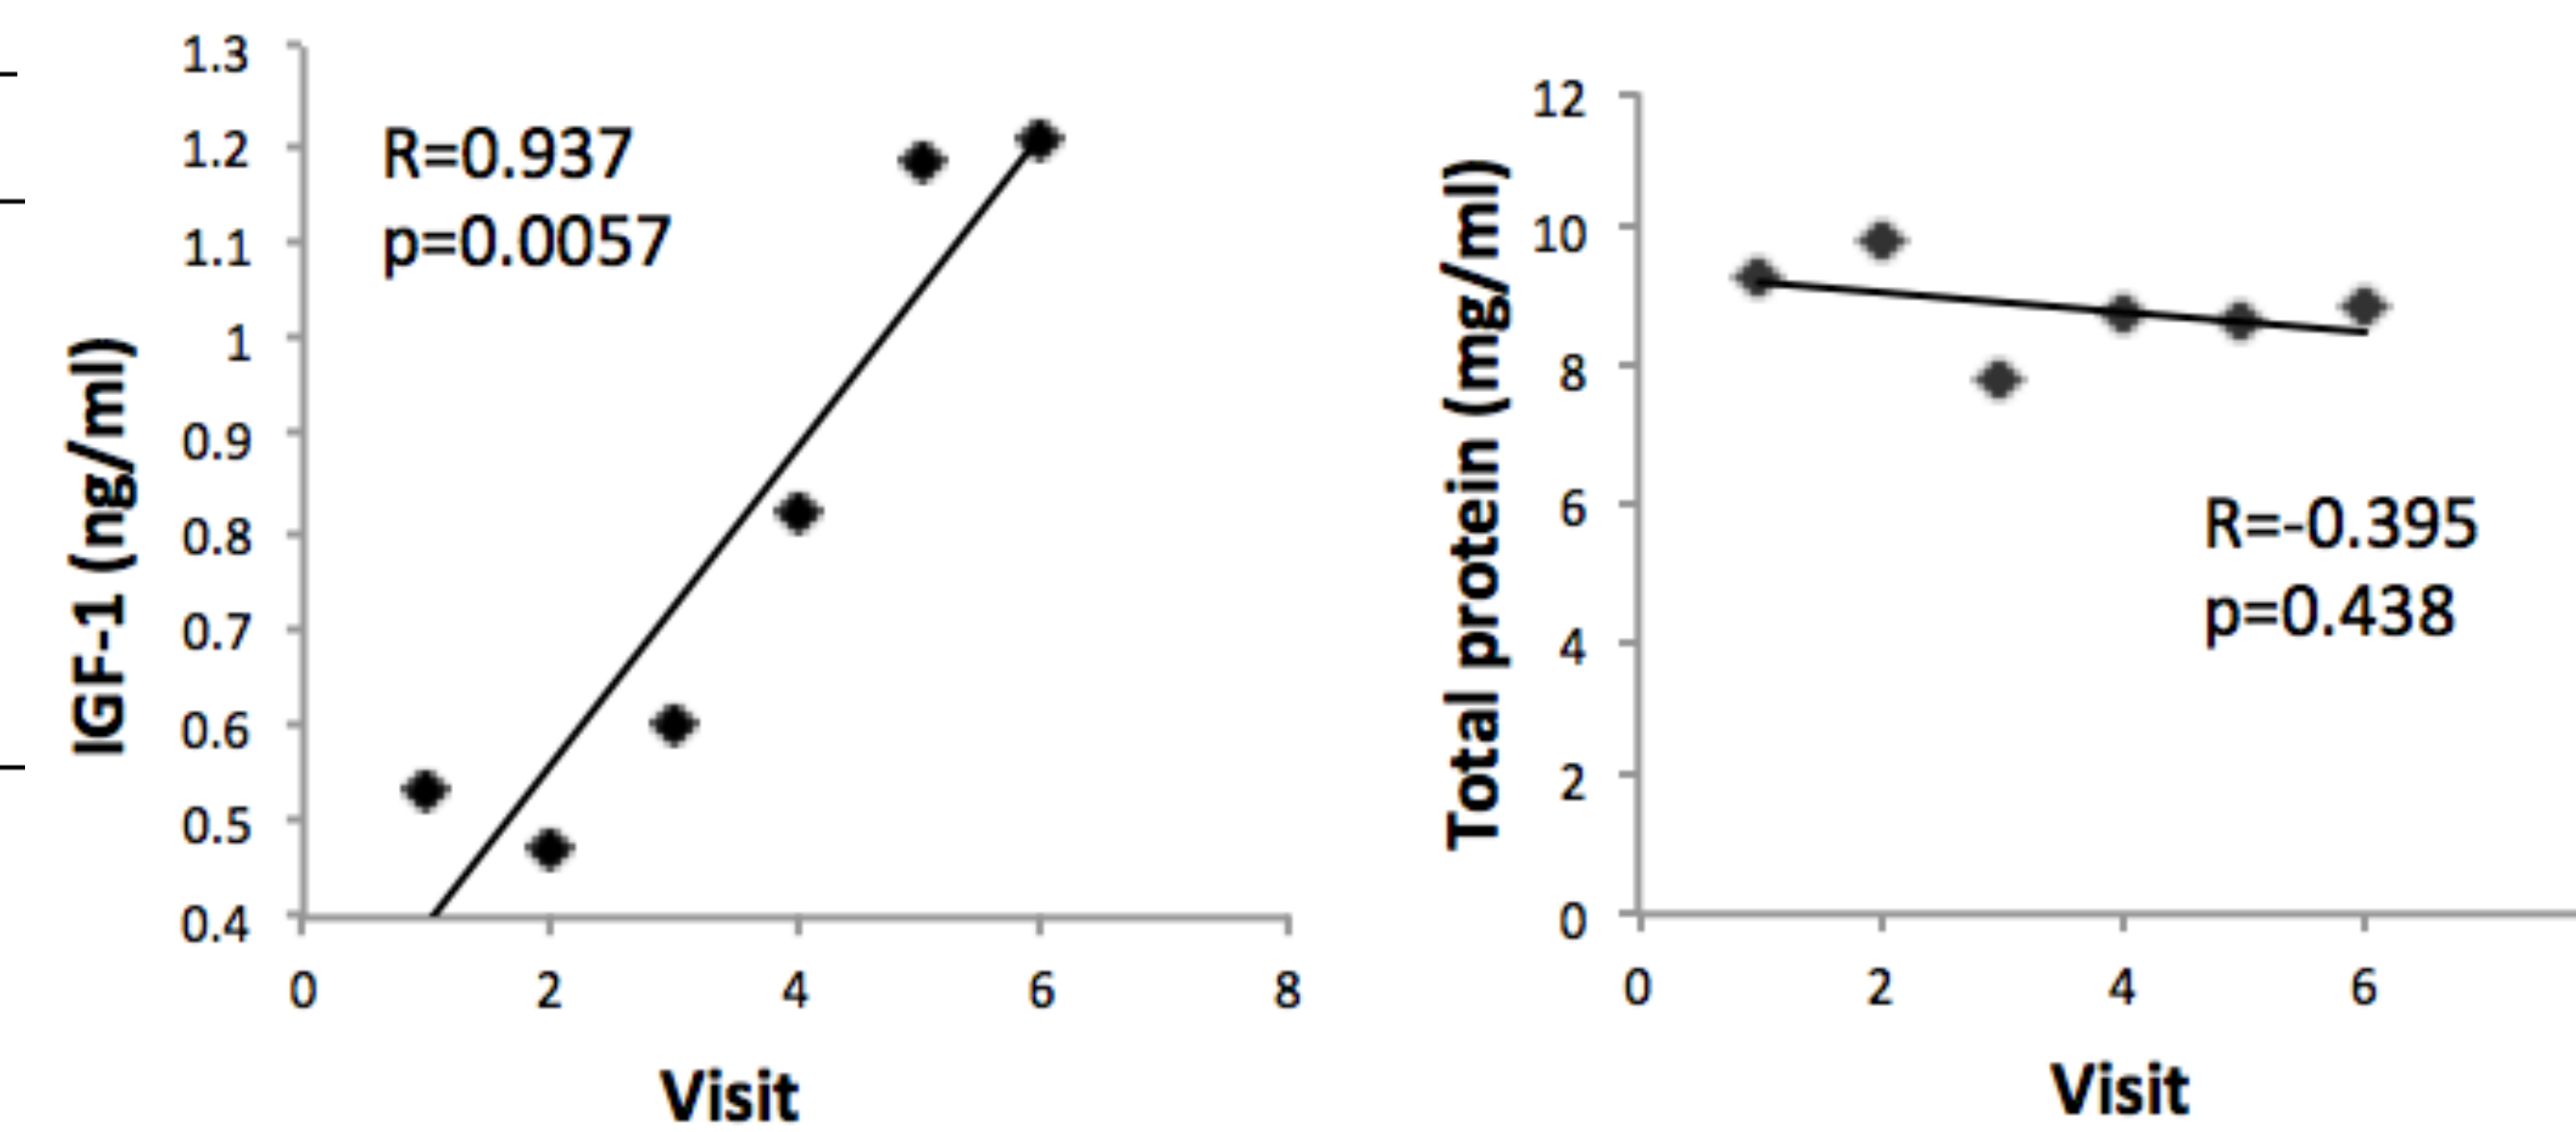 IGF-1 (ng/ml)
1.3
1.2
1.1
1
0.9
0.8
0.7
0.6
0.5
0.4
R=0.937
p=0.0057
0 2 4 6 8
Visit
Total protein (mg/ml)
12
10
8
6
4
2
0
R=-0.395
p=0.438
0 2 4 6
Visit